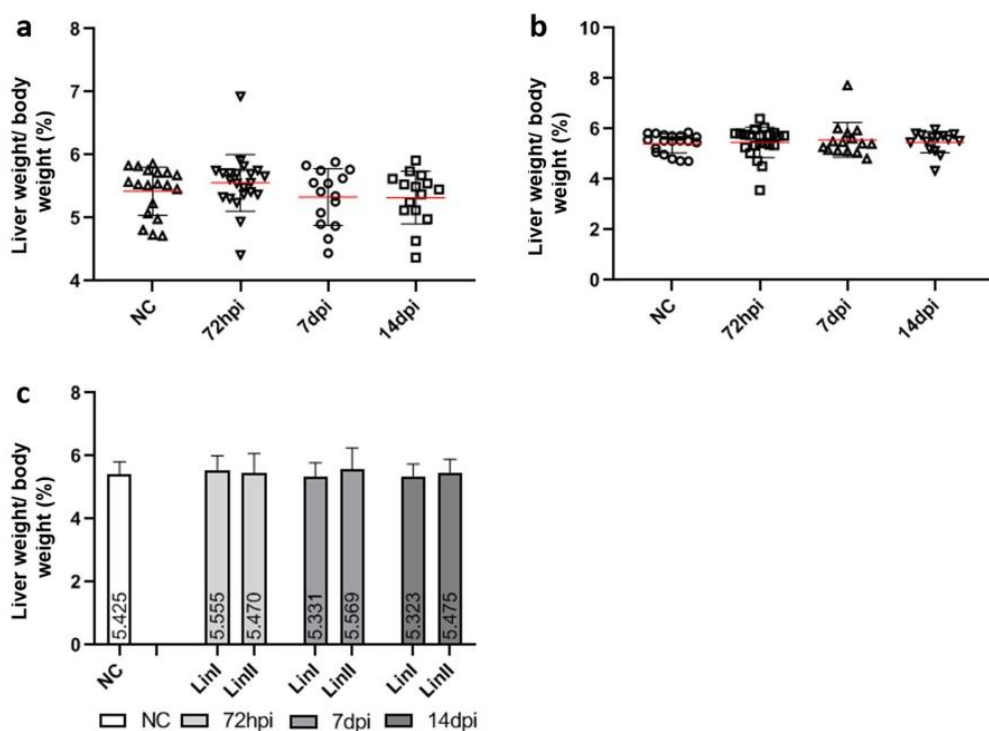 a
Liver weight/ body
weight (%)
8
7
6
5
4
NC
72hpi
7dpi
14dpi
b
Liver weight/ body
weight (%)
10
8
6
4
2
0
NC
72hpi
7dpi
14dpi
c
Liver weight/ body
weight (%)
8
6
4
2
0
5.425
5.555
5.470
5.331
5.569
5.323
5.475
NC
LinI
LinII
LinI
LinII
LinI
LinII
NC
72hpi
7dpi
14dpi